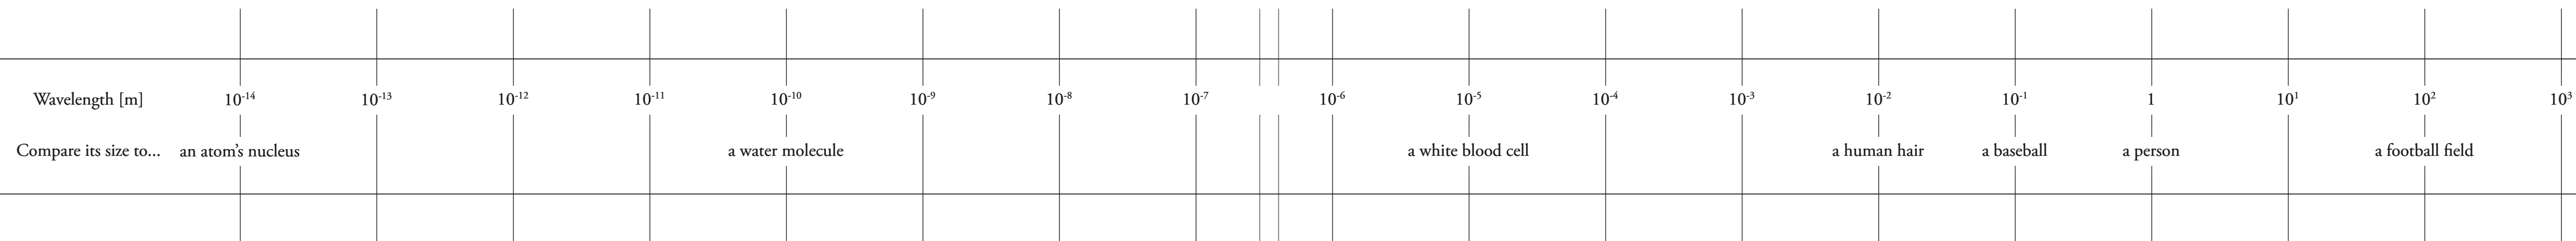 Wavelength [m] 10⁻¹⁴ 10⁻¹³ 10⁻¹² 10⁻¹¹ 10⁻¹⁰ 10⁻⁹ 10⁻⁸ 10⁻⁷ 10⁻⁶ 10⁻⁵ 10⁻⁴ 10⁻³ 10⁻² 10⁻¹ 1 10¹ 10² 10³
Compare its size to... an atom’s nucleus a water molecule a white blood cell a human hair a baseball a person a football field